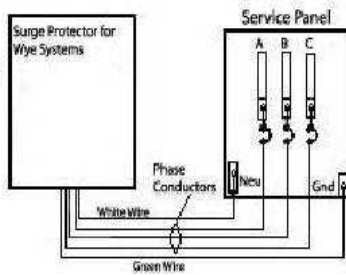 Surge Protector for
Wye Systems
Service Panel
A B C
Phase
Conductors
Neu
Gnd
White Wire
Green Wire